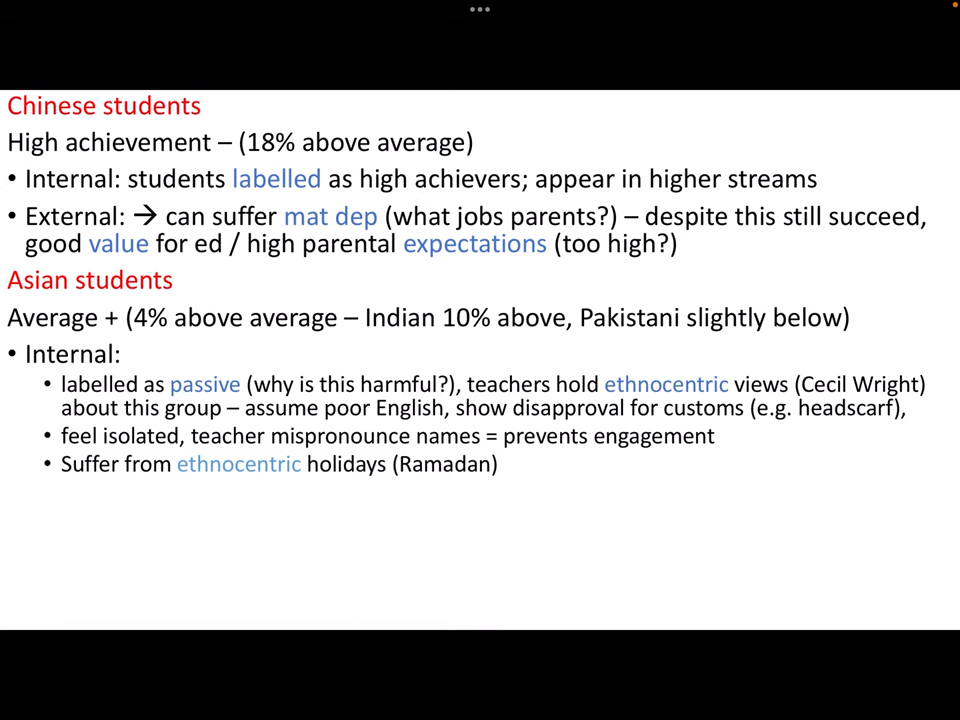 Chinese students
High achievement – (18% above average)
• Internal: students labelled as high achievers; appear in higher streams
• External: → can suffer mat dep (what jobs parents?) – despite this still succeed,
good value for ed / high parental expectations (too high?)
Asian students
Average + (4% above average – Indian 10% above, Pakistani slightly below)
• Internal:
• labelled as passive (why is this harmful?), teachers hold ethnocentric views (Cecil Wright)
about this group – assume poor English, show disapproval for customs (e.g. headscarf),
• feel isolated, teacher mispronounce names = prevents engagement
• Suffer from ethnocentric holidays (Ramadan)